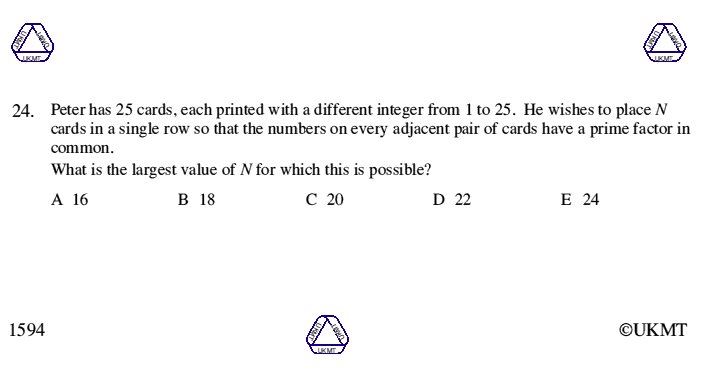 UKMT UKMT UKMT UKMT UKMT UKMT
24. Peter has 25 cards, each printed with a different integer from 1 to 25. He wishes to place N
cards in a single row so that the numbers on every adjacent pair of cards have a prime factor in
common.
What is the largest value of N for which this is possible?
A 16 B 18 C 20 D 22 E 24
1594 UKMT UKMT UKMT ©UKMT